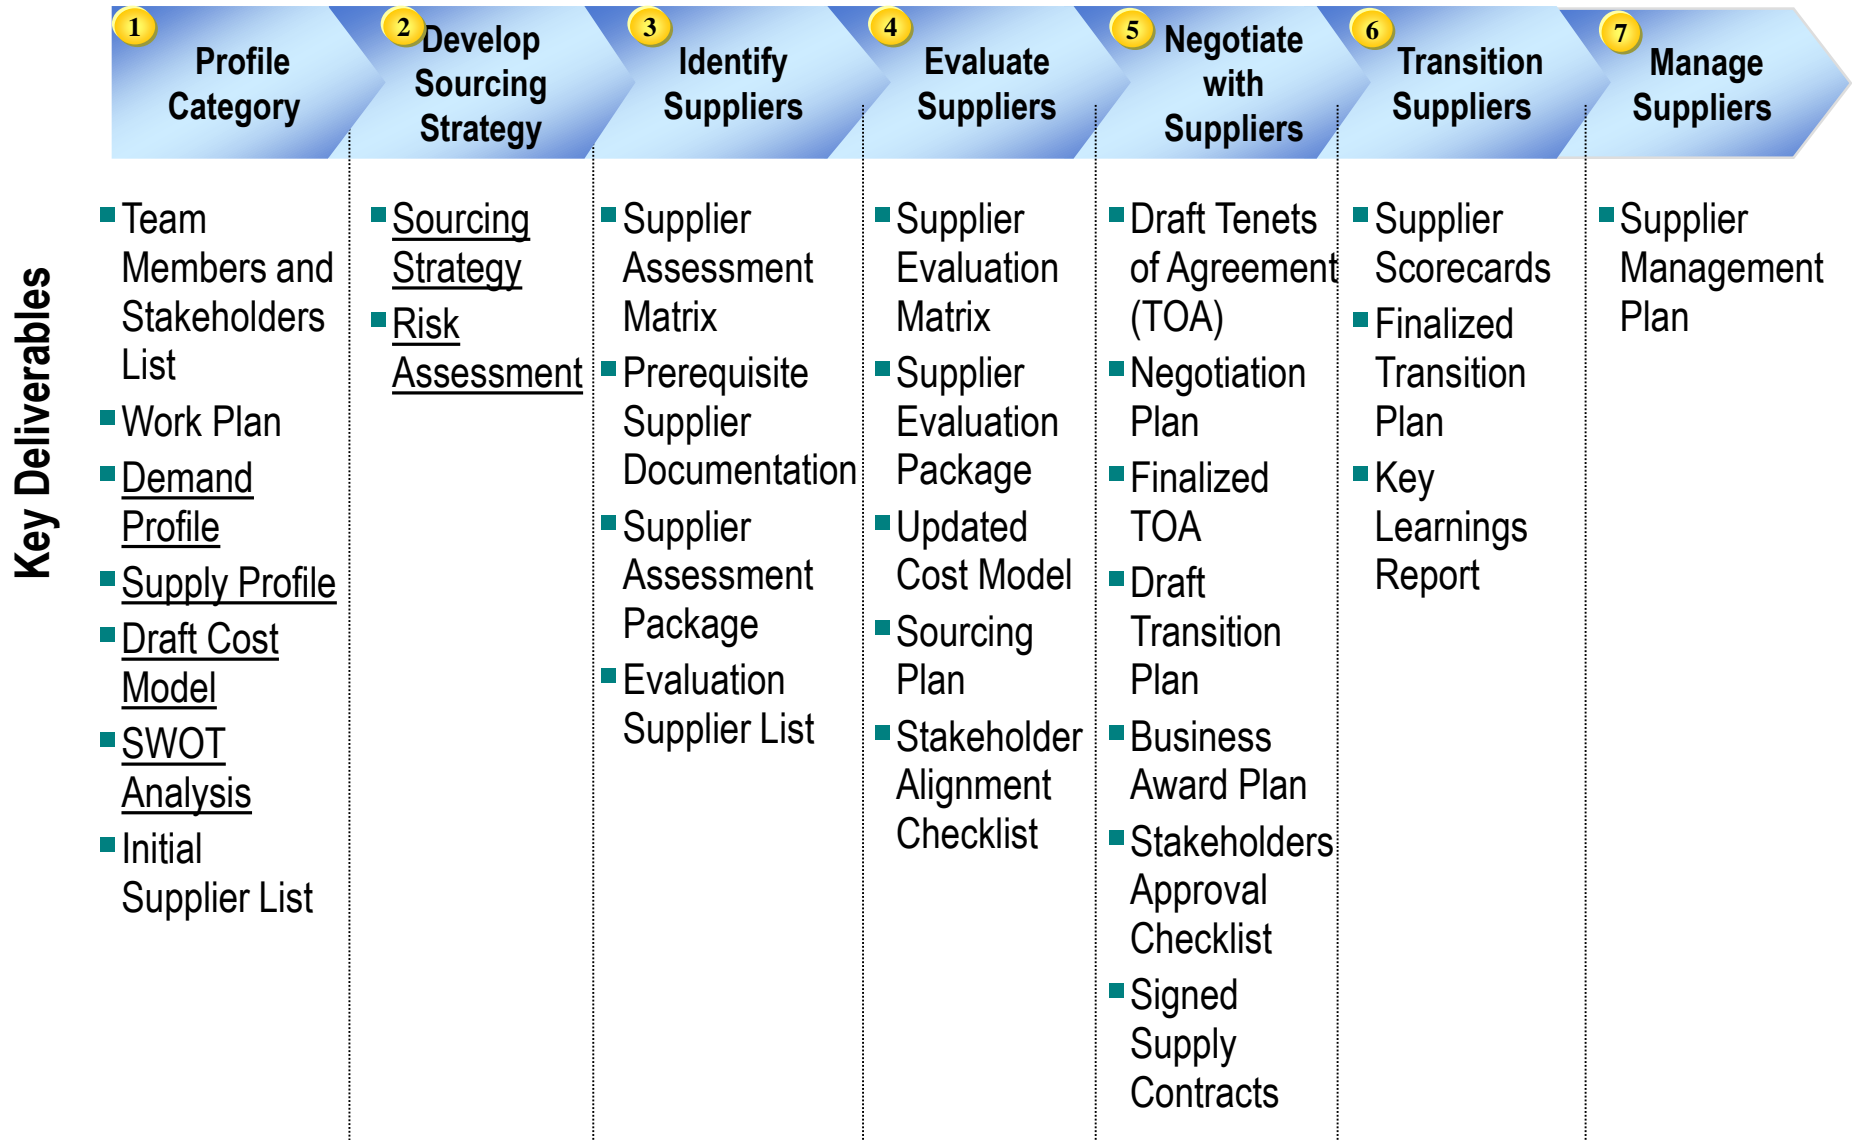 1
Profile
Category
2
Develop
Sourcing
Strategy
3
Identify
Suppliers
4
Evaluate
Suppliers
5
Negotiate
with
Suppliers
6
Transition
Suppliers
7
Manage
Suppliers
Key Deliverables
Team
Members and
Stakeholders
List
Work Plan
Demand
Profile
Supply Profile
Draft Cost
Model
SWOT
Analysis
Initial
Supplier List
Sourcing
Strategy
Risk
Assessment
Supplier
Assessment
Matrix
Prerequisite
Supplier
Documentation
Supplier
Assessment
Package
Evaluation
Supplier List
Supplier
Evaluation
Matrix
Supplier
Evaluation
Package
Updated
Cost Model
Sourcing
Plan
Stakeholder
Alignment
Checklist
Draft Tenets
of Agreement
(TOA)
Negotiation
Plan
Finalized
TOA
Draft
Transition
Plan
Business
Award Plan
Stakeholders
Approval
Checklist
Signed
Supply
Contracts
Supplier
Scorecards
Finalized
Transition
Plan
Key
Learnings
Report
Supplier
Management
Plan